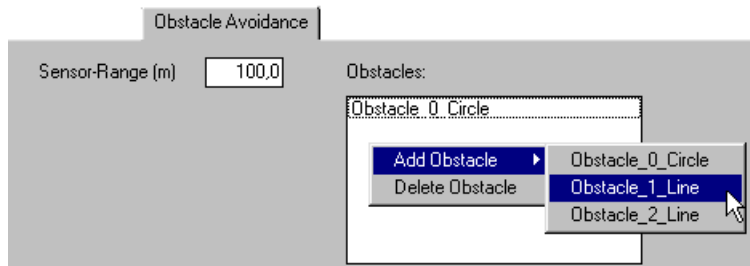 Obstacle Avoidance
Sensor-Range (m) 100,0 Obstacles:
Obstacle_0_Circle
Add Obstacle Obstacle_0_Circle
Delete Obstacle Obstacle_1_Line
Obstacle_2_Line